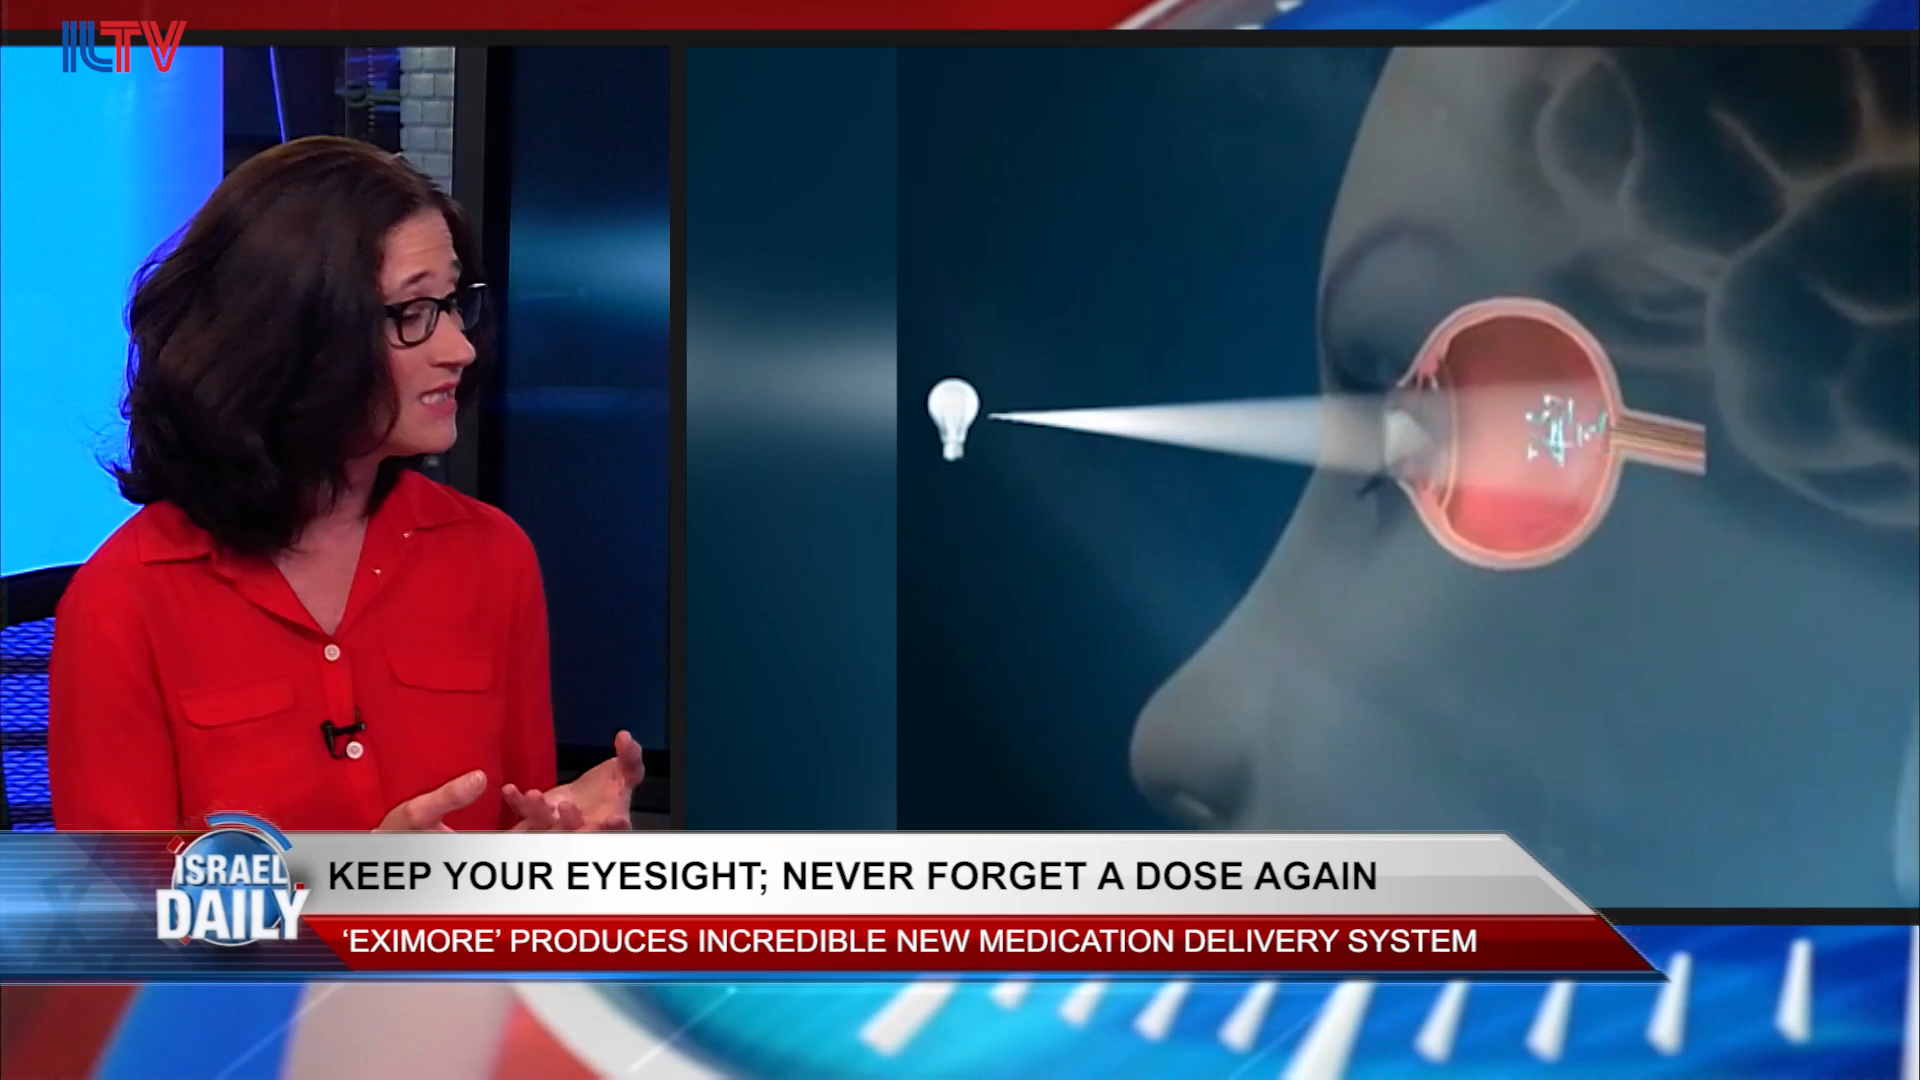 ILTV
KEEP YOUR EYESIGHT; NEVER FORGET A DOSE AGAIN
ISRAEL
DAILY
‘EXIMORE’ PRODUCES INCREDIBLE NEW MEDICATION DELIVERY SYSTEM